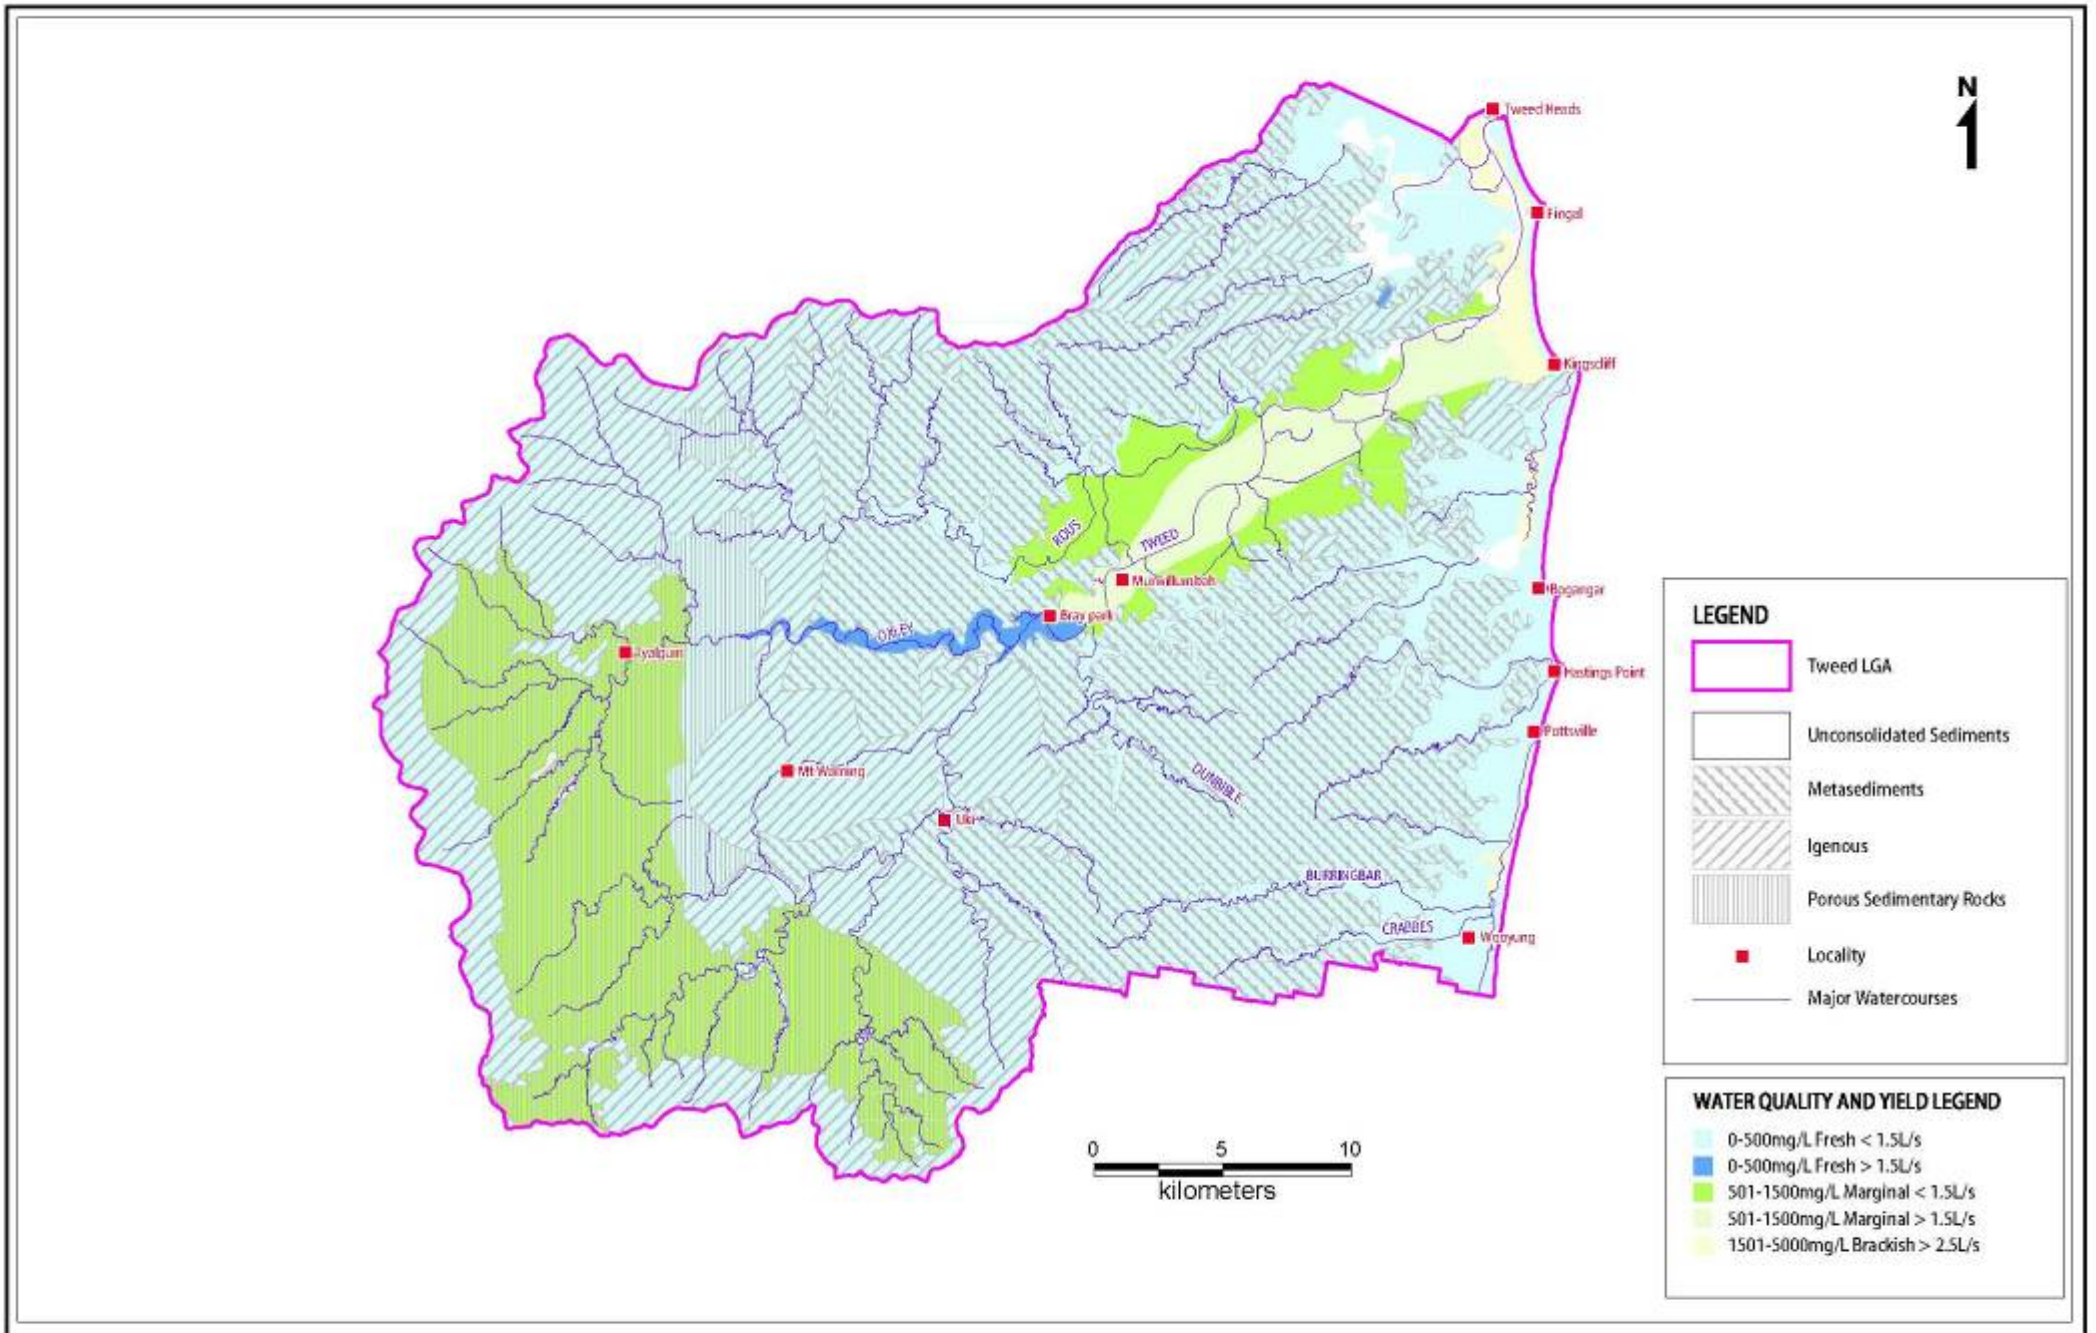 N
Tweed Heads
Fingal
Kingscliff
ROUS
TWEED
Murwillumbah
Bogangar
Bray park
OXLEY
Tyalgum
Hastings Point
Pottsville
Mt Warning
DUNBIBLE
Uki
BURRINGBAR
CRABBES
Wooyung
0 5 10
kilometers
LEGEND
Tweed LGA
Unconsolidated Sediments
Metasediments
Igenous
Porous Sedimentary Rocks
Locality
Major Watercourses
WATER QUALITY AND YIELD LEGEND
0-500mg/L Fresh < 1.5L/s
0-500mg/L Fresh > 1.5L/s
501-1500mg/L Marginal < 1.5L/s
501-1500mg/L Marginal > 1.5L/s
1501-5000mg/L Brackish > 2.5L/s